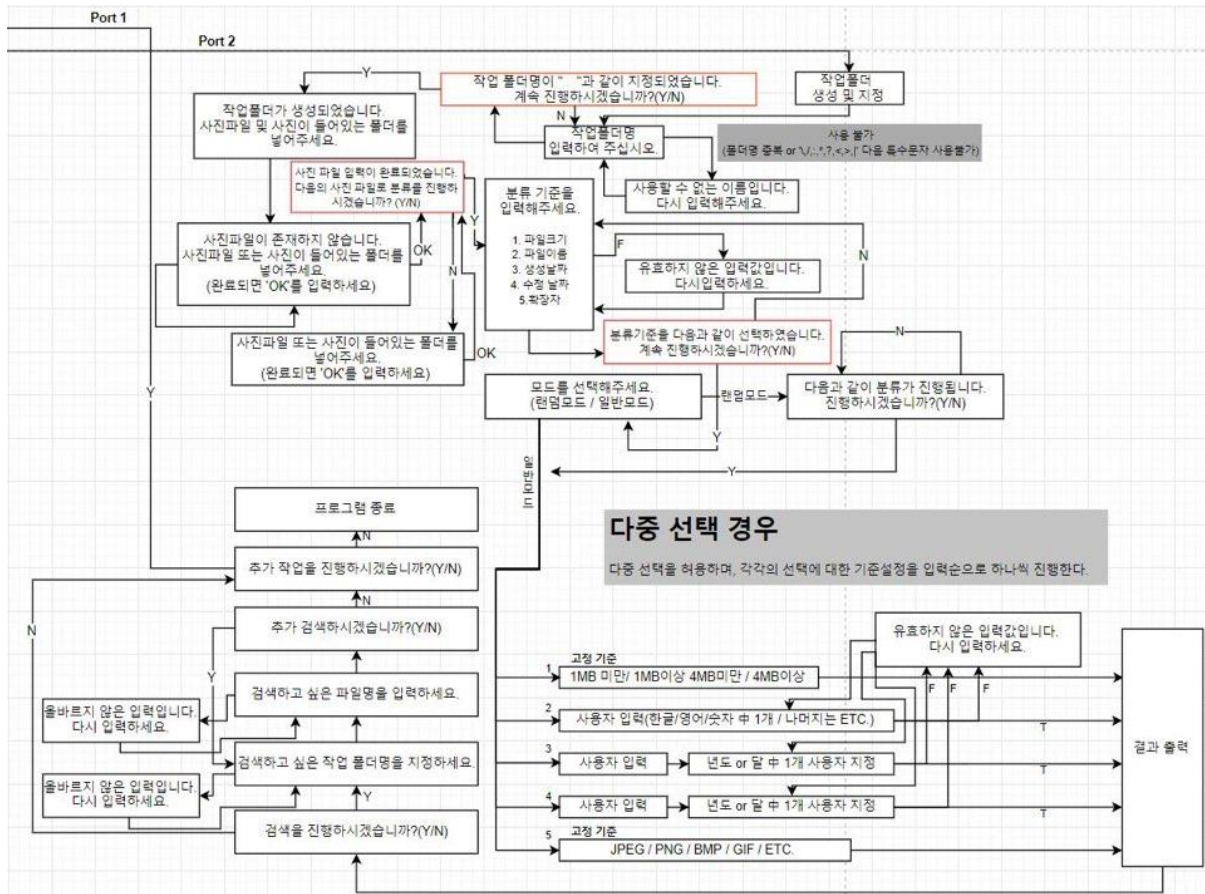 Port 1
Port 2
작업 폴더명이 "    "과 같이 지정되었습니다.
계속 진행하시겠습니까?(Y/N)
Y
N
작업폴더
생성 및 지정
작업폴더가 생성되었습니다.
사진파일 및 사진이 들어있는 폴더를
넣어주세요.
작업폴더명
입력하여 주십시오.
사용 불가
(폴더명 중복 or '\,/,:,*,?,<,>,|' 다음 특수문자 사용불가)
사용할 수 없는 이름입니다.
다시 입력해주세요.
사진 파일 입력이 완료되었습니다.
다음의 사진 파일로 분류를 진행하
시겠습니까? (Y/N)
Y
N
분류 기준을
입력해주세요.
1. 파일크기
2. 파일이름
3. 생성날짜
4. 수정 날짜
5.확장자
F
유효하지 않은 입력값입니다.
다시입력하세요.
N
사진파일이 존재하지 않습니다.
사진파일 또는 사진이 들어있는 폴더를
넣어주세요.
(완료되면 'OK'를 입력하세요)
OK
사진파일 또는 사진이 들어있는 폴더를
넣어주세요.
(완료되면 'OK'를 입력하세요)
OK
분류기준을 다음과 같이 선택하였습니다.
계속 진행하시겠습니까?(Y/N)
Y
모드를 선택해주세요.
(랜덤모드 / 일반모드)
랜덤모드
다음과 같이 분류가 진행됩니다.
진행하시겠습니까?(Y/N)
N
Y
일반모드
Y
프로그램 종료
N
추가 작업을 진행하시겠습니까?(Y/N)
N
추가 검색하시겠습니까?(Y/N)
N
Y
검색하고 싶은 파일명을 입력하세요.
올바르지 않은 입력입니다.
다시 입력하세요.
검색하고 싶은 작업 폴더명을 지정하세요.
올바르지 않은 입력입니다.
다시 입력하세요.
Y
검색을 진행하시겠습니까?(Y/N)
다중 선택 경우
다중 선택을 허용하며, 각각의 선택에 대한 기준설정을 입력순으로 하나씩 진행한다.
유효하지 않은 입력값입니다.
다시 입력하세요.
고정 기준
1
1MB 미만/ 1MB이상 4MB미만 / 4MB이상
F
F
F
2
사용자 입력(한글/영어/숫자 中 1개 / 나머지는 ETC.)
T
3
사용자 입력
년도 or 달 中 1개 사용자 지정
T
4
사용자 입력
년도 or 달 中 1개 사용자 지정
T
5
고정 기준
JPEG / PNG / BMP / GIF / ETC.
결과 출력